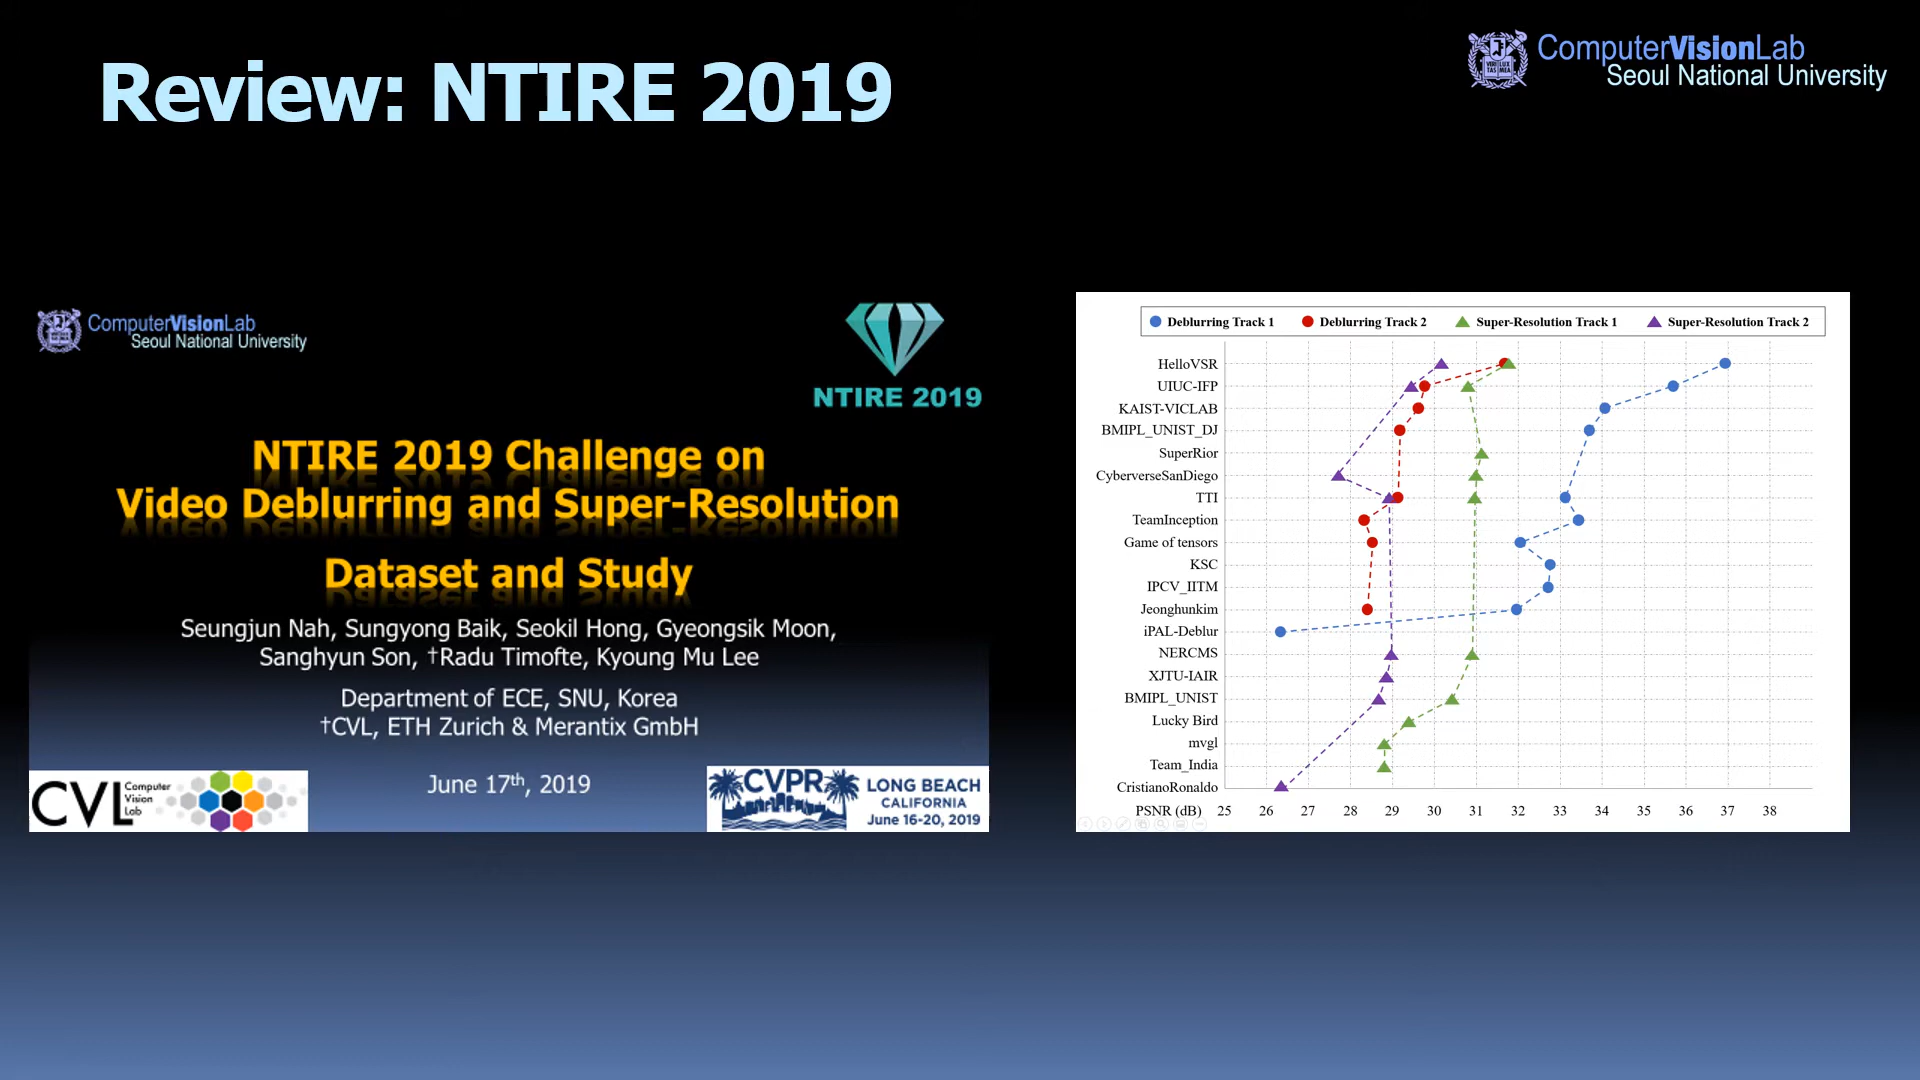 Review: NTIRE 2019
ComputerVisionLab
Seoul National University
ComputerVisionLab
Seoul National University
NTIRE 2019
NTIRE 2019 Challenge on
Video Deblurring and Super-Resolution
Dataset and Study
Seungjun Nah, Sungyong Baik, Seokil Hong, Gyeongsik Moon,
Sanghyun Son, †Radu Timofte, Kyoung Mu Lee
Department of ECE, SNU, Korea
†CVL, ETH Zurich & Merantix GmbH
June 17th, 2019
CVL Computer
Vision
Lab
CVPR
LONG BEACH
CALIFORNIA
June 16-20, 2019
Deblurring Track 1 Deblurring Track 2 Super-Resolution Track 1 Super-Resolution Track 2
HelloVSR
UIUC-IFP
KAIST-VICLAB
BMIPL_UNIST_DJ
SuperRior
CyberverseSanDiego
TTI
TeamInception
Game of tensors
KSC
IPCV_IITM
Jeonghunkim
iPAL-Deblur
NERCMS
XJTU-IAIR
BMIPL_UNIST
Lucky Bird
mvgl
Team_India
CristianoRonaldo
PSNR (dB) 25 26 27 28 29 30 31 32 33 34 35 36 37 38